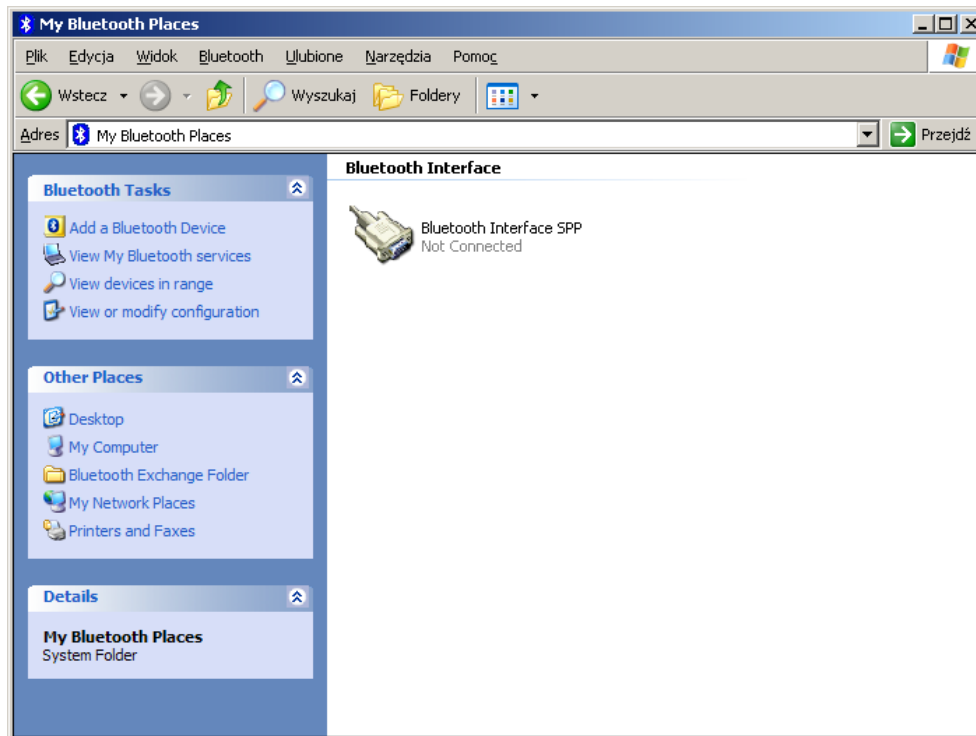 My Bluetooth Places
Plik Edycja Widok Bluetooth Ulubione Narzędzia Pomoc
Wstecz Wyszukaj Foldery
Adres My Bluetooth Places Przejdź
Bluetooth Tasks
Add a Bluetooth Device
View My Bluetooth services
View devices in range
View or modify configuration
Other Places
Desktop
My Computer
Bluetooth Exchange Folder
My Network Places
Printers and Faxes
Details
My Bluetooth Places
System Folder
Bluetooth Interface
Bluetooth Interface SPP
Not Connected